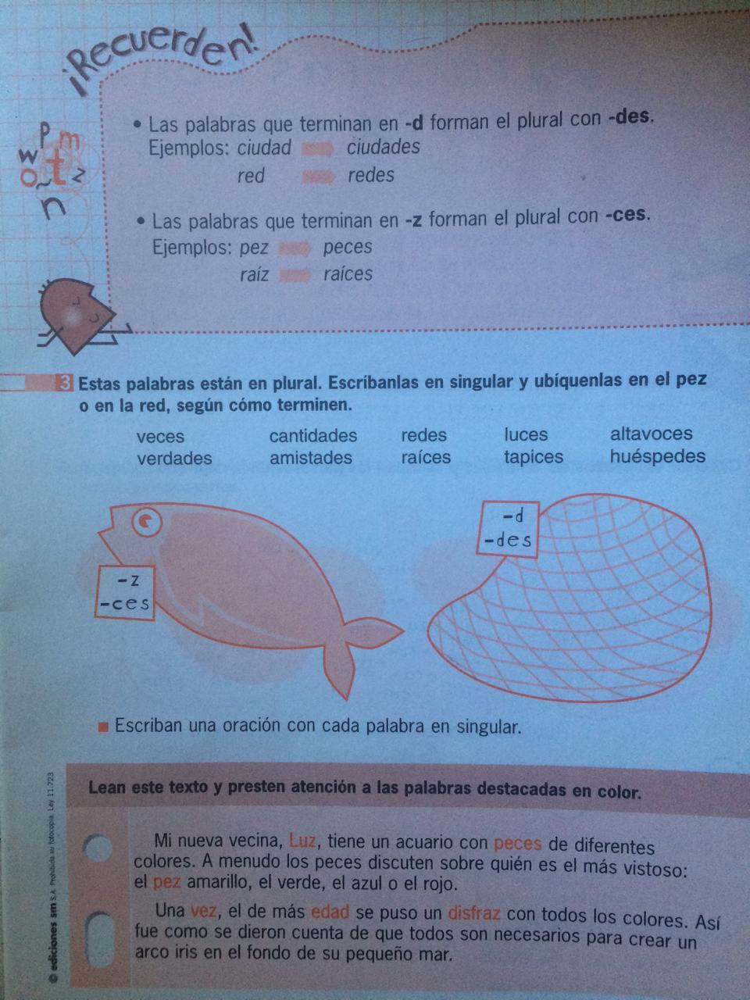 ¡Recuerden!
P m
w t
o ~ z
n
• Las palabras que terminan en -d forman el plural con -des.
Ejemplos: ciudad ciudades
red redes
• Las palabras que terminan en -z forman el plural con -ces.
Ejemplos: pez peces
raíz raíces
3 Estas palabras están en plural. Escríbanlas en singular y ubíquenlas en el pez
o en la red, según cómo terminen.
veces cantidades redes luces altavoces
verdades amistades raíces tapices huéspedes
-d
-des
-z
-ces
Escriban una oración con cada palabra en singular.
Lean este texto y presten atención a las palabras destacadas en color.
Mi nueva vecina, Luz, tiene un acuario con peces de diferentes
colores. A menudo los peces discuten sobre quién es el más vistoso:
el pez amarillo, el verde, el azul o el rojo.
Una vez, el de más edad se puso un disfraz con todos los colores. Así
fue como se dieron cuenta de que todos son necesarios para crear un
arco iris en el fondo de su pequeño mar.
© ediciones sm S.A. Prohibida su fotocopia. Ley 11.723